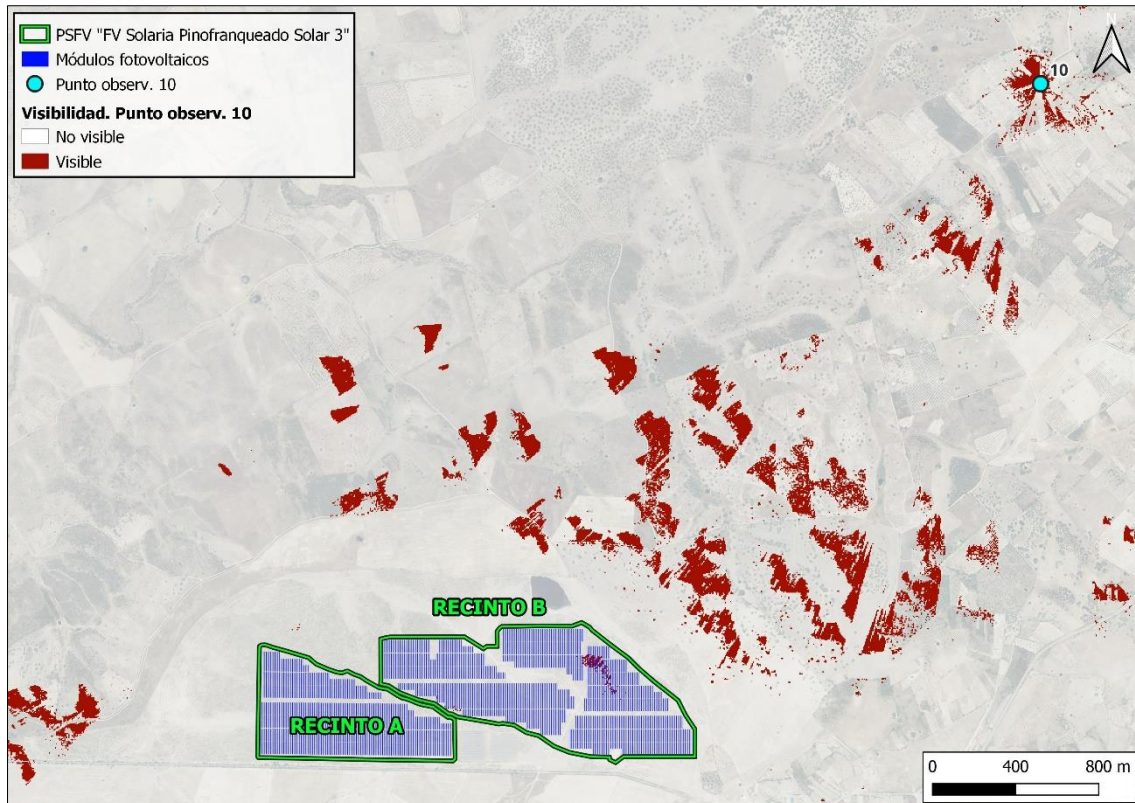 PSFV "FV Solaria Pinofranqueado Solar 3"
Módulos fotovoltaicos
Punto observ. 10
Visibilidad. Punto observ. 10
No visible
Visible
N
10
RECINTO B
RECINTO A
0 400 800 m